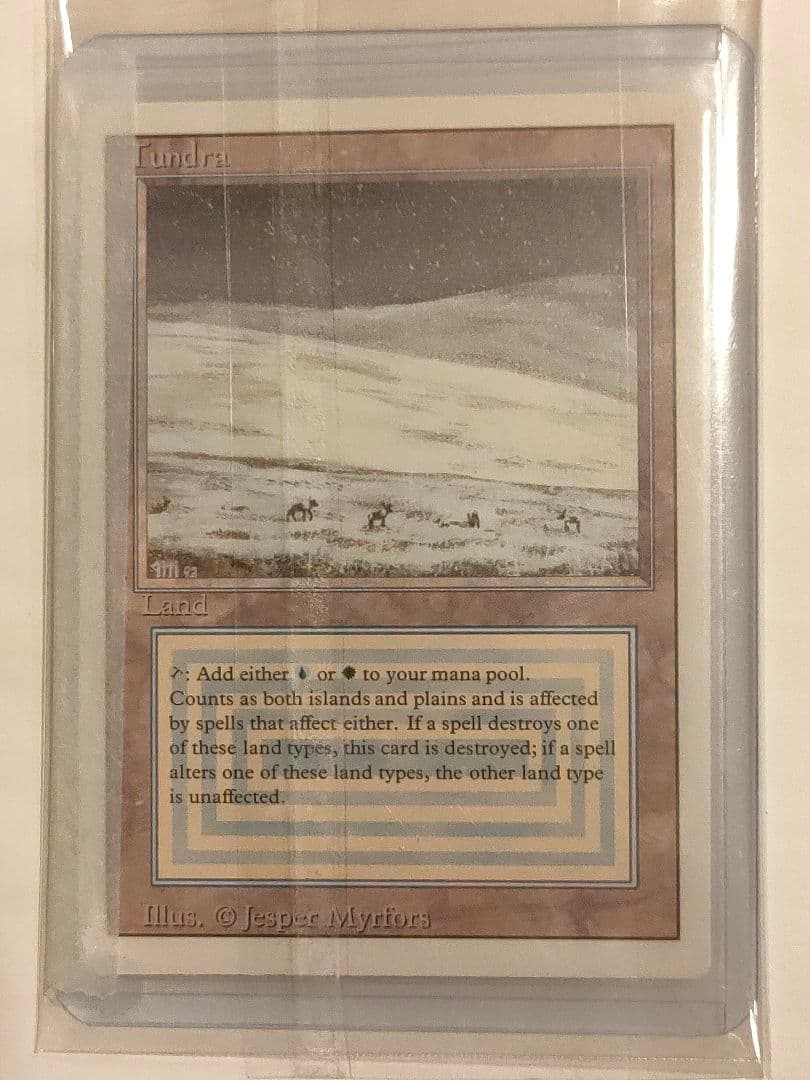 Tundra
JM 93
Land
: Add either or to your mana pool.
Counts as both islands and plains and is affected
by spells that affect either. If a spell destroys one
of these land types, this card is destroyed; if a spell
alters one of these land types, the other land type
is unaffected.
Illus. © Jesper Myrfors